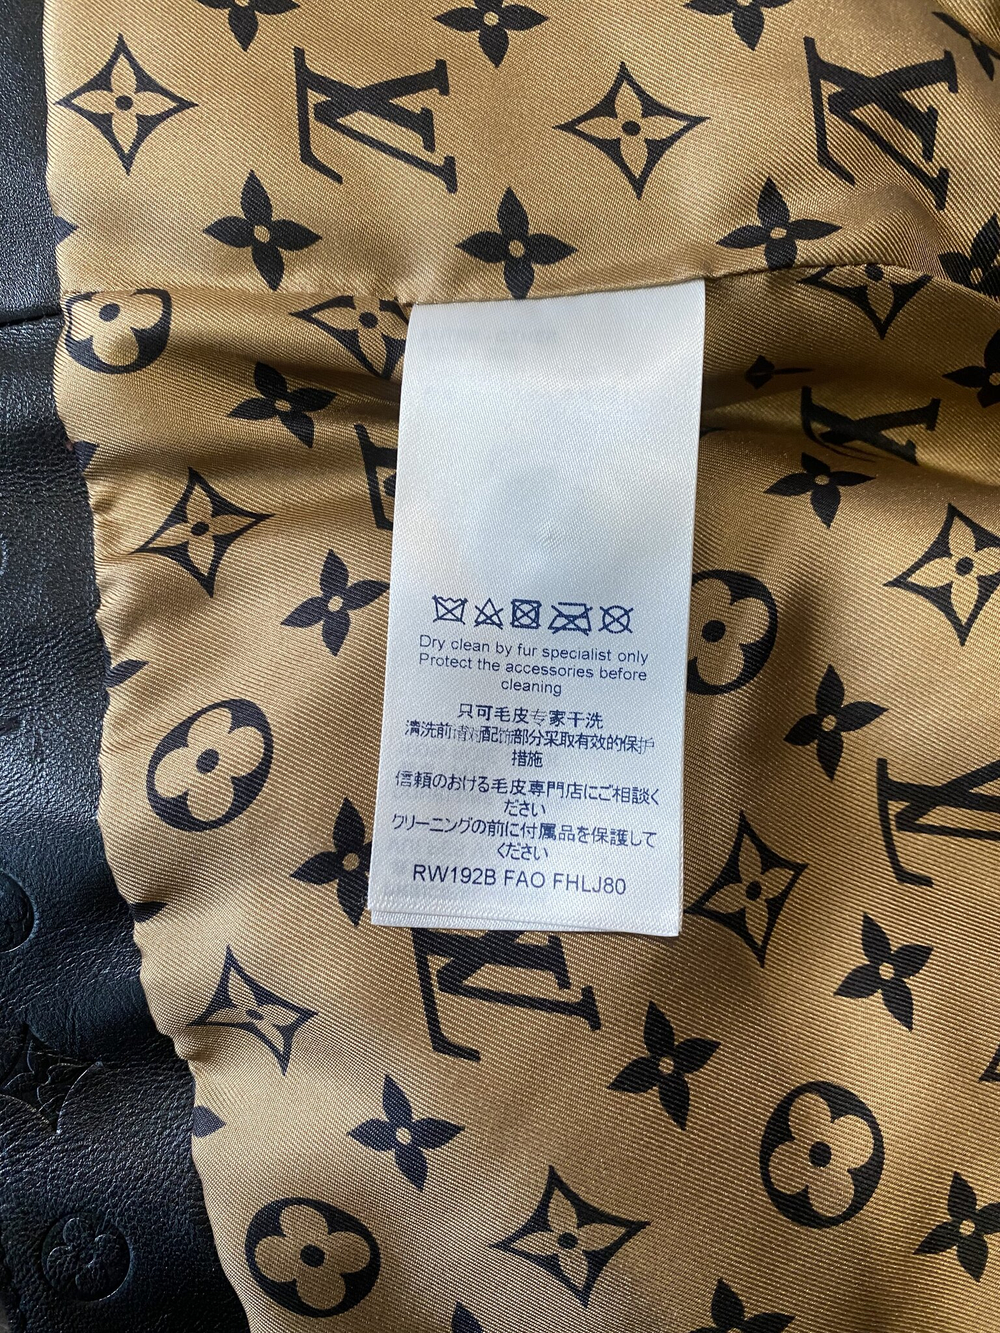 Dry clean by fur specialist only
Protect the accessories before
cleaning
只可毛皮专家干洗
清洗前请对配饰部分采取有效的保护
措施
信頼のおける毛皮専門店にご相談く
ださい
クリーニングの前に付属品を保護して
ください
RW192B FAO FHLJ80